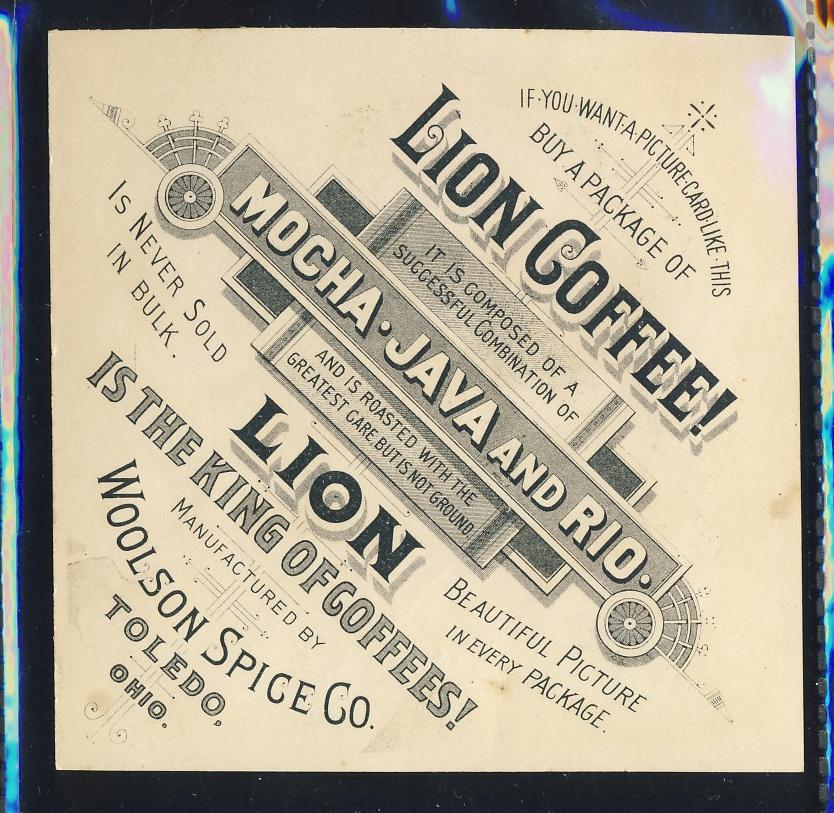 IF·YOU·WANT·A·PICTURE·CARD·LIKE·THIS
BUY A PACKAGE OF
LION COFFEE!
IT IS COMPOSED OF A
SUCCESSFUL COMBINATION OF
MOCHA·JAVA AND RIO.
AND IS ROASTED WITH THE
GREATEST CARE BUT IS NOT GROUND.
IS NEVER SOLD
IN BULK.
LION
IS THE KING OF COFFEES!
MANUFACTURED BY
WOOLSON SPICE CO.
TOLEDO,
OHIO.
BEAUTIFUL PICTURE
IN EVERY PACKAGE.